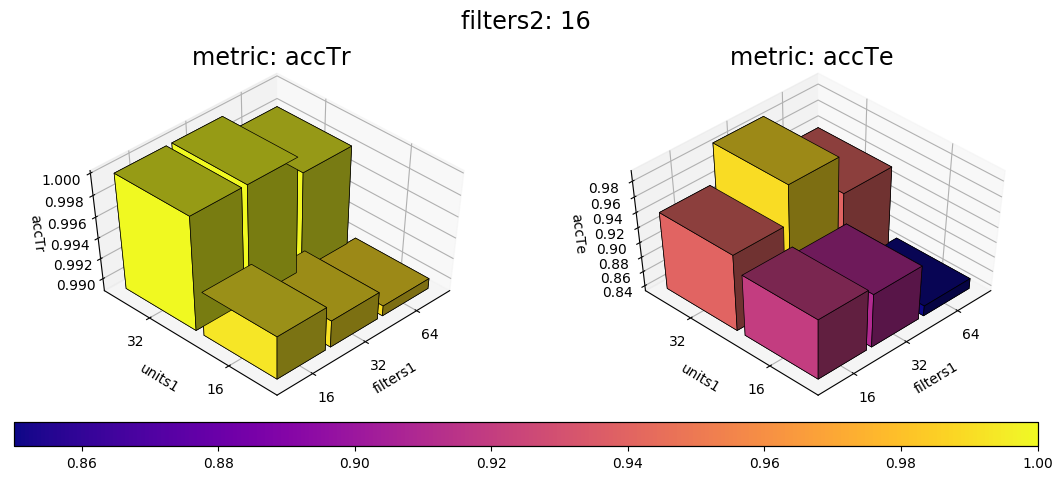 filters2: 16
metric: accTr
1.000
0.998
0.996
0.994
0.992
0.990
accTr
32
16
units1
16
32
64
filters1
metric: accTe
0.98
0.96
0.94
0.92
0.90
0.88
0.86
0.84
accTe
32
16
units1
16
32
64
filters1
0.86 0.88 0.90 0.92 0.94 0.96 0.98 1.00